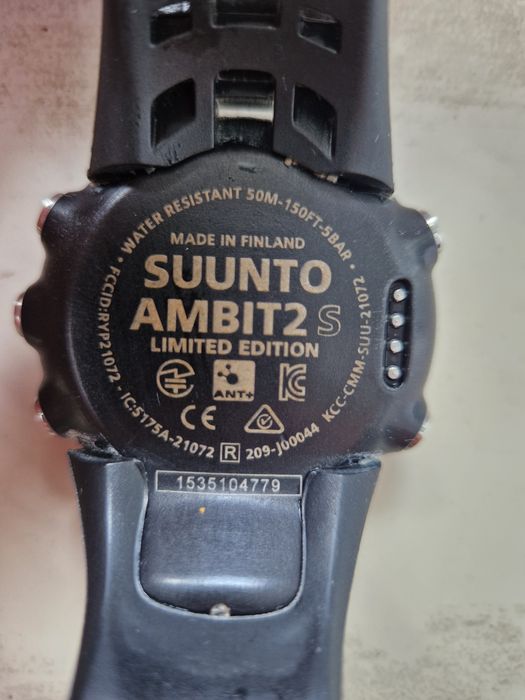 • WATER RESISTANT 50M-150FT-5BAR •
MADE IN FINLAND
SUUNTO
AMBIT2 S
LIMITED EDITION
ANT+
CE
FCCID:RYP21072 • IC:5175A-21072 R 209-J00044 KCC-CMM-SUU-21072
1535104779